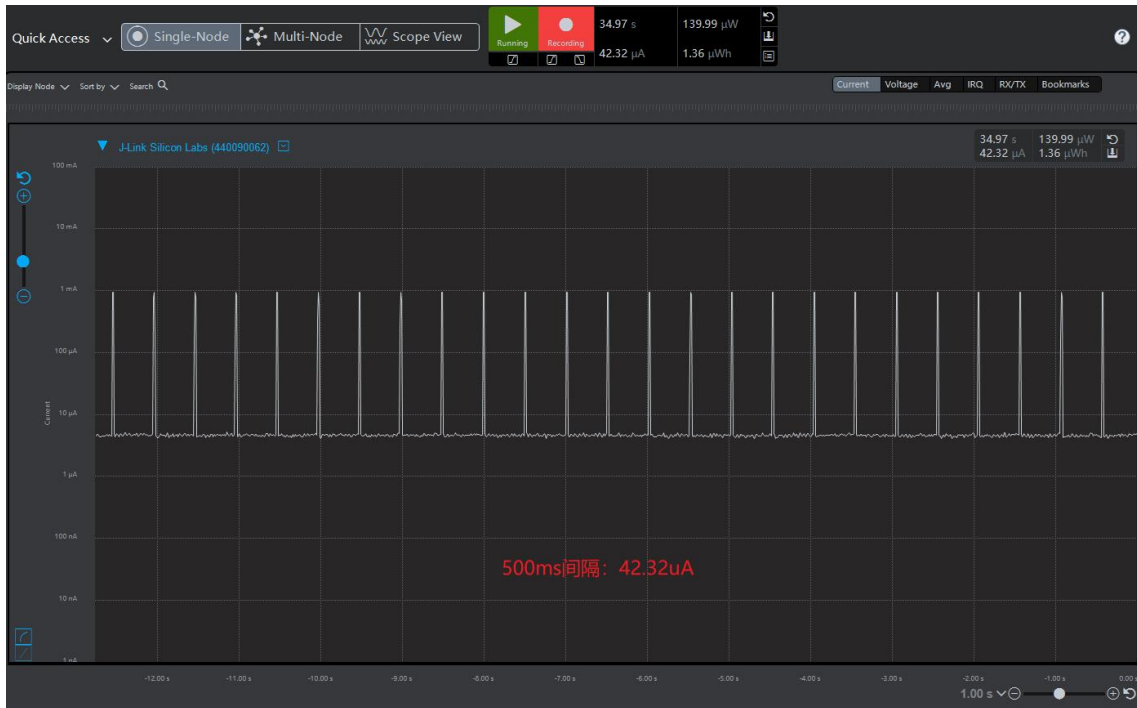 Quick Access
Single-Node
Multi-Node
Scope View
Running
Recording
34.97 s
139.99 µW
42.32 µA
1.36 µWh
Display Node
Sort by
Search
Current
Voltage
Avg
IRQ
RX/TX
Bookmarks
J-Link Silicon Labs (440090062)
34.97 s
139.99 µW
42.32 µA
1.36 µWh
100 mA
10 mA
1 mA
100 µA
10 µA
1 µA
100 nA
10 nA
1 nA
Current
500ms间隔：42.32uA
-12.00 s
-11.00 s
-10.00 s
-9.00 s
-8.00 s
-7.00 s
-6.00 s
-5.00 s
-4.00 s
-3.00 s
-2.00 s
-1.00 s
0.00 s
1.00 s